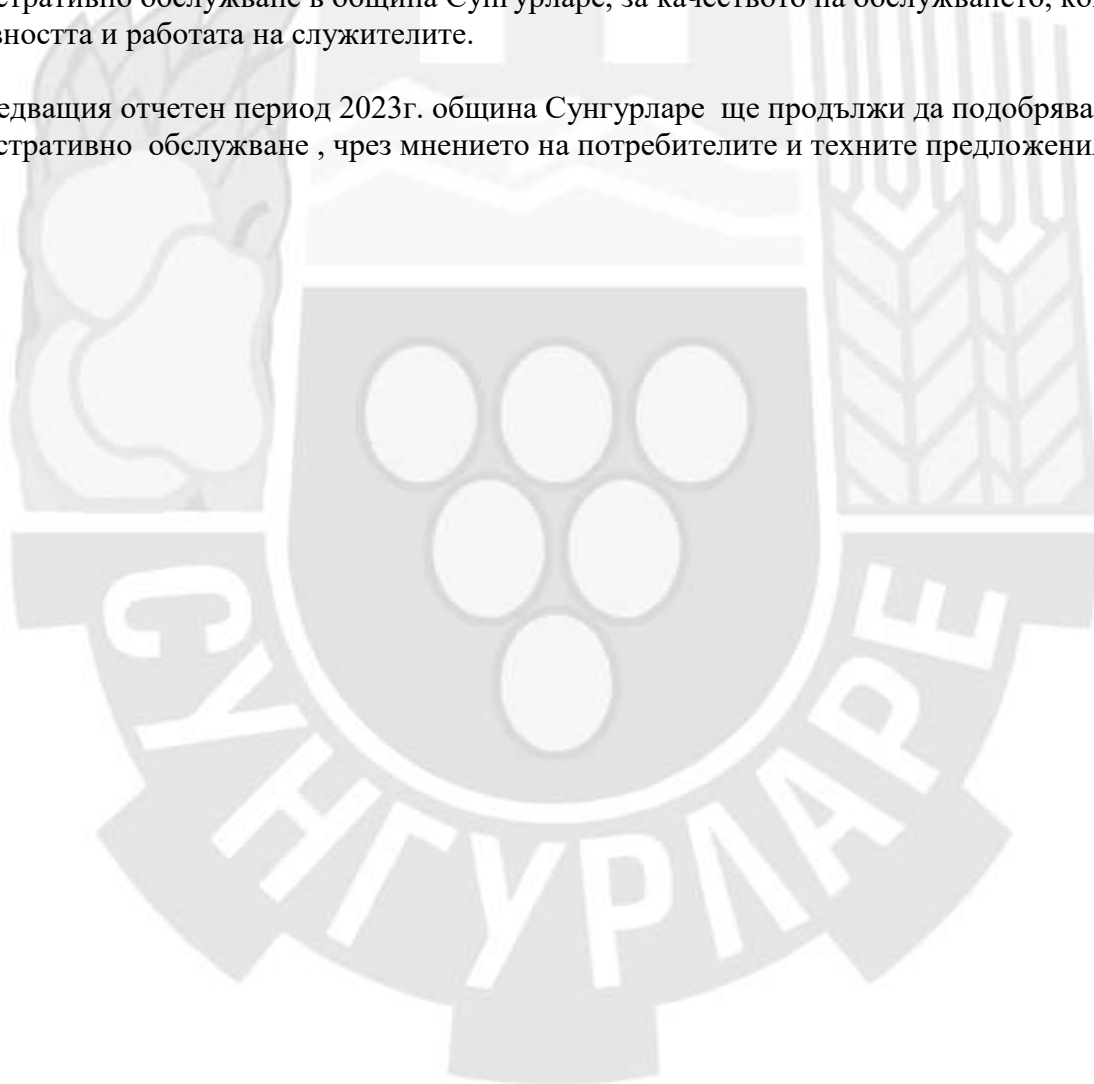 стративно обслужване в община Сунгурларе, за качеството на обслужването, ко
вността и работата на служителите.
едващия отчетен период 2023г. община Сунгурларе ще продължи да подобрява
стративно обслужване , чрез мнението на потребителите и техните предложения
СУНГУРЛАРЕ